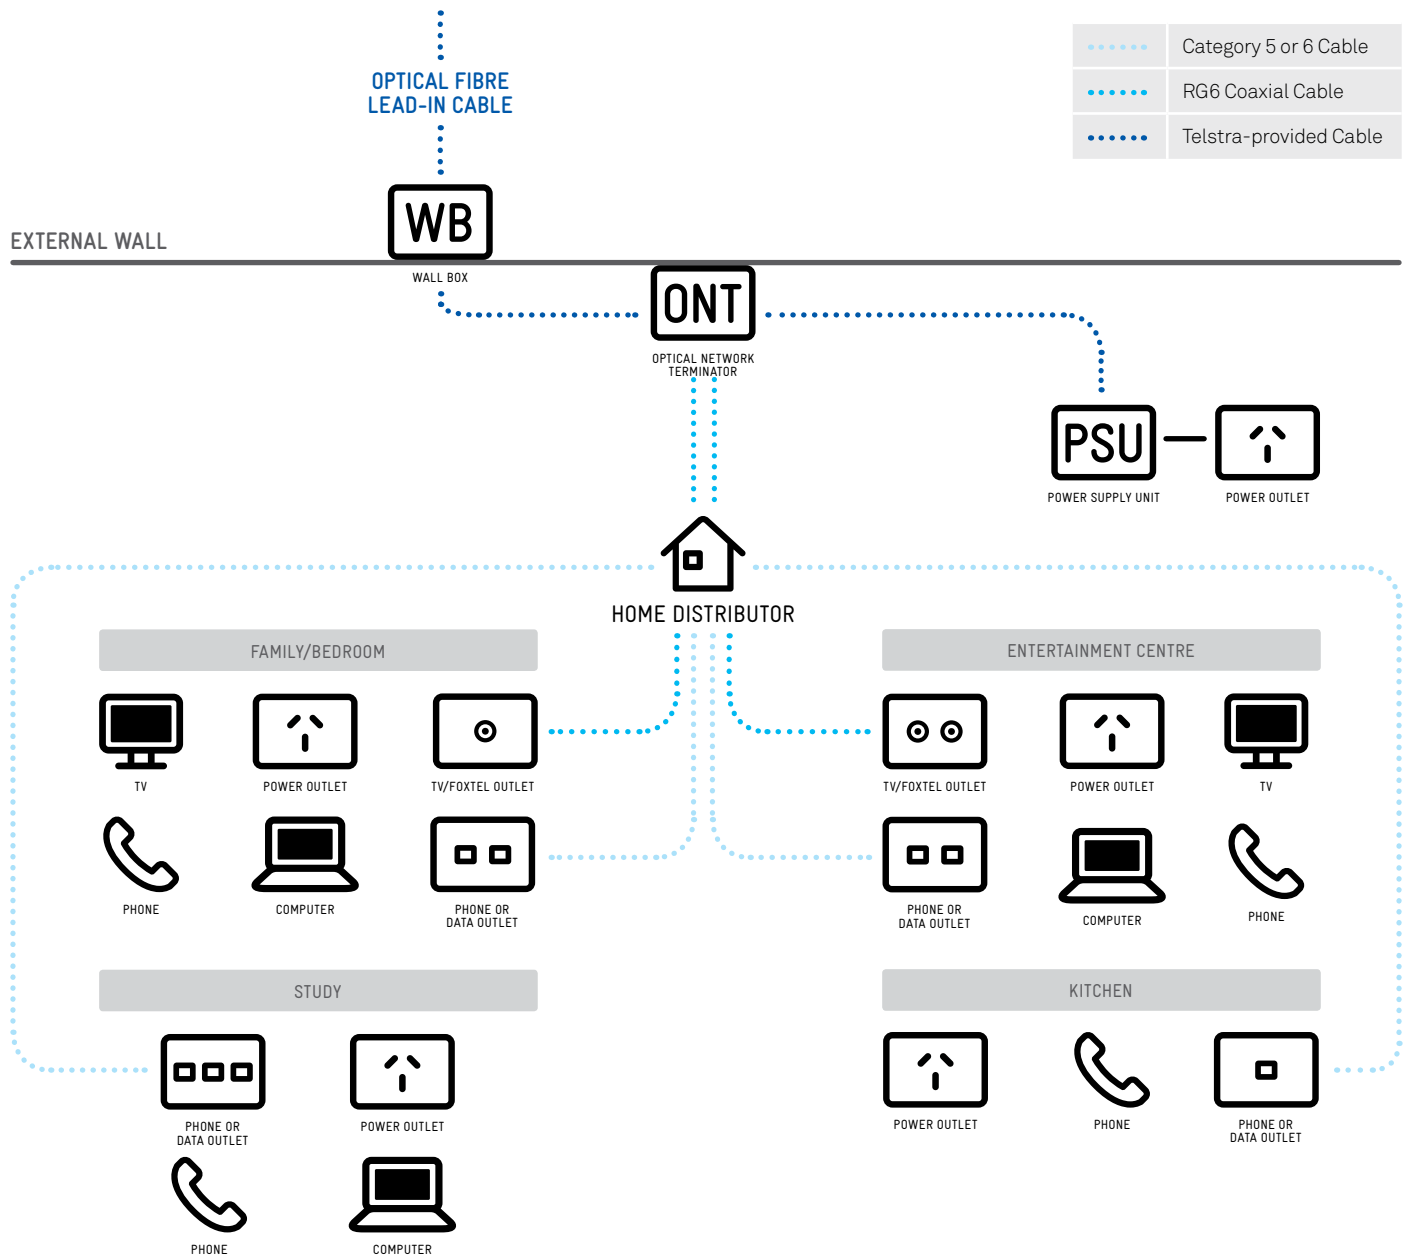 OPTICAL FIBRE
LEAD-IN CABLE
Category 5 or 6 Cable
RG6 Coaxial Cable
Telstra-provided Cable
WB
EXTERNAL WALL
WALL BOX
ONT
OPTICAL NETWORK
TERMINATOR
PSU
POWER SUPPLY UNIT
POWER OUTLET
HOME DISTRIBUTOR
FAMILY/BEDROOM
TV
POWER OUTLET
TV/FOXTEL OUTLET
PHONE
COMPUTER
PHONE OR
DATA OUTLET
ENTERTAINMENT CENTRE
TV/FOXTEL OUTLET
POWER OUTLET
TV
PHONE OR
DATA OUTLET
COMPUTER
PHONE
STUDY
PHONE OR
DATA OUTLET
POWER OUTLET
PHONE
COMPUTER
KITCHEN
POWER OUTLET
PHONE
PHONE OR
DATA OUTLET